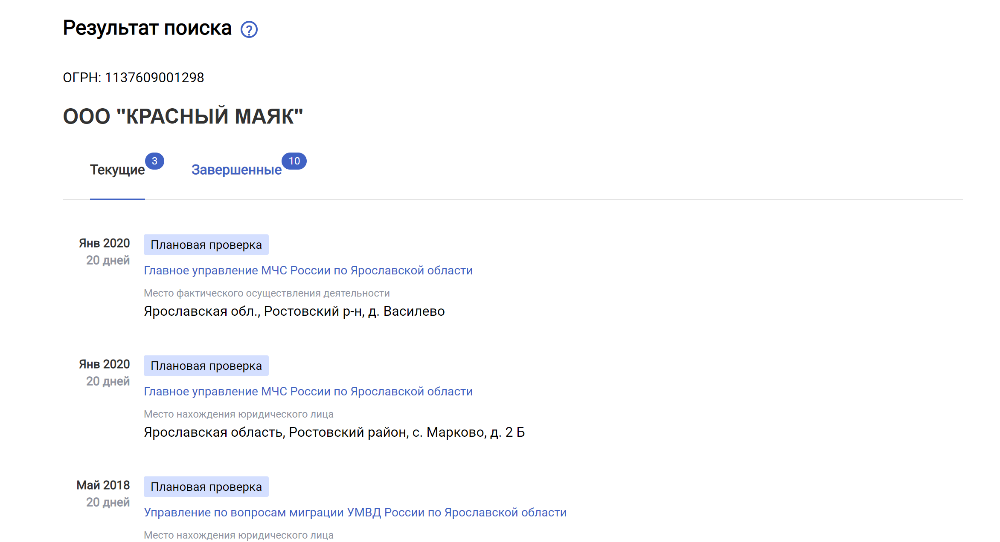 Результат поиска ?
ОГРН: 1137609001298
ООО "КРАСНЫЙ МАЯК"
Текущие 3 Завершенные 10
Янв 2020 Плановая проверка
20 дней
Главное управление МЧС России по Ярославской области
Место фактического осуществления деятельности
Ярославская обл., Ростовский р-н, д. Василево
Янв 2020 Плановая проверка
20 дней
Главное управление МЧС России по Ярославской области
Место нахождения юридического лица
Ярославская область, Ростовский район, с. Марково, д. 2 Б
Май 2018 Плановая проверка
20 дней
Управление по вопросам миграции УМВД России по Ярославской области
Место нахождения юридического лица